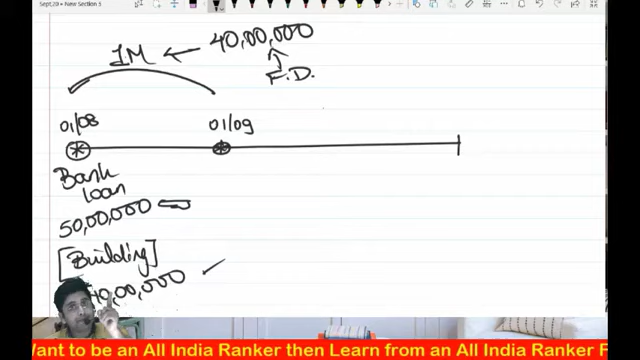 Sept,20 » New Section 3
1M ← 40,00,000
F.D.
01/08 01/09
Bank
loan
50,00,000
[Building]
40,00,000 ✓
Want to be an All India Ranker then Learn from an All India Ranker F